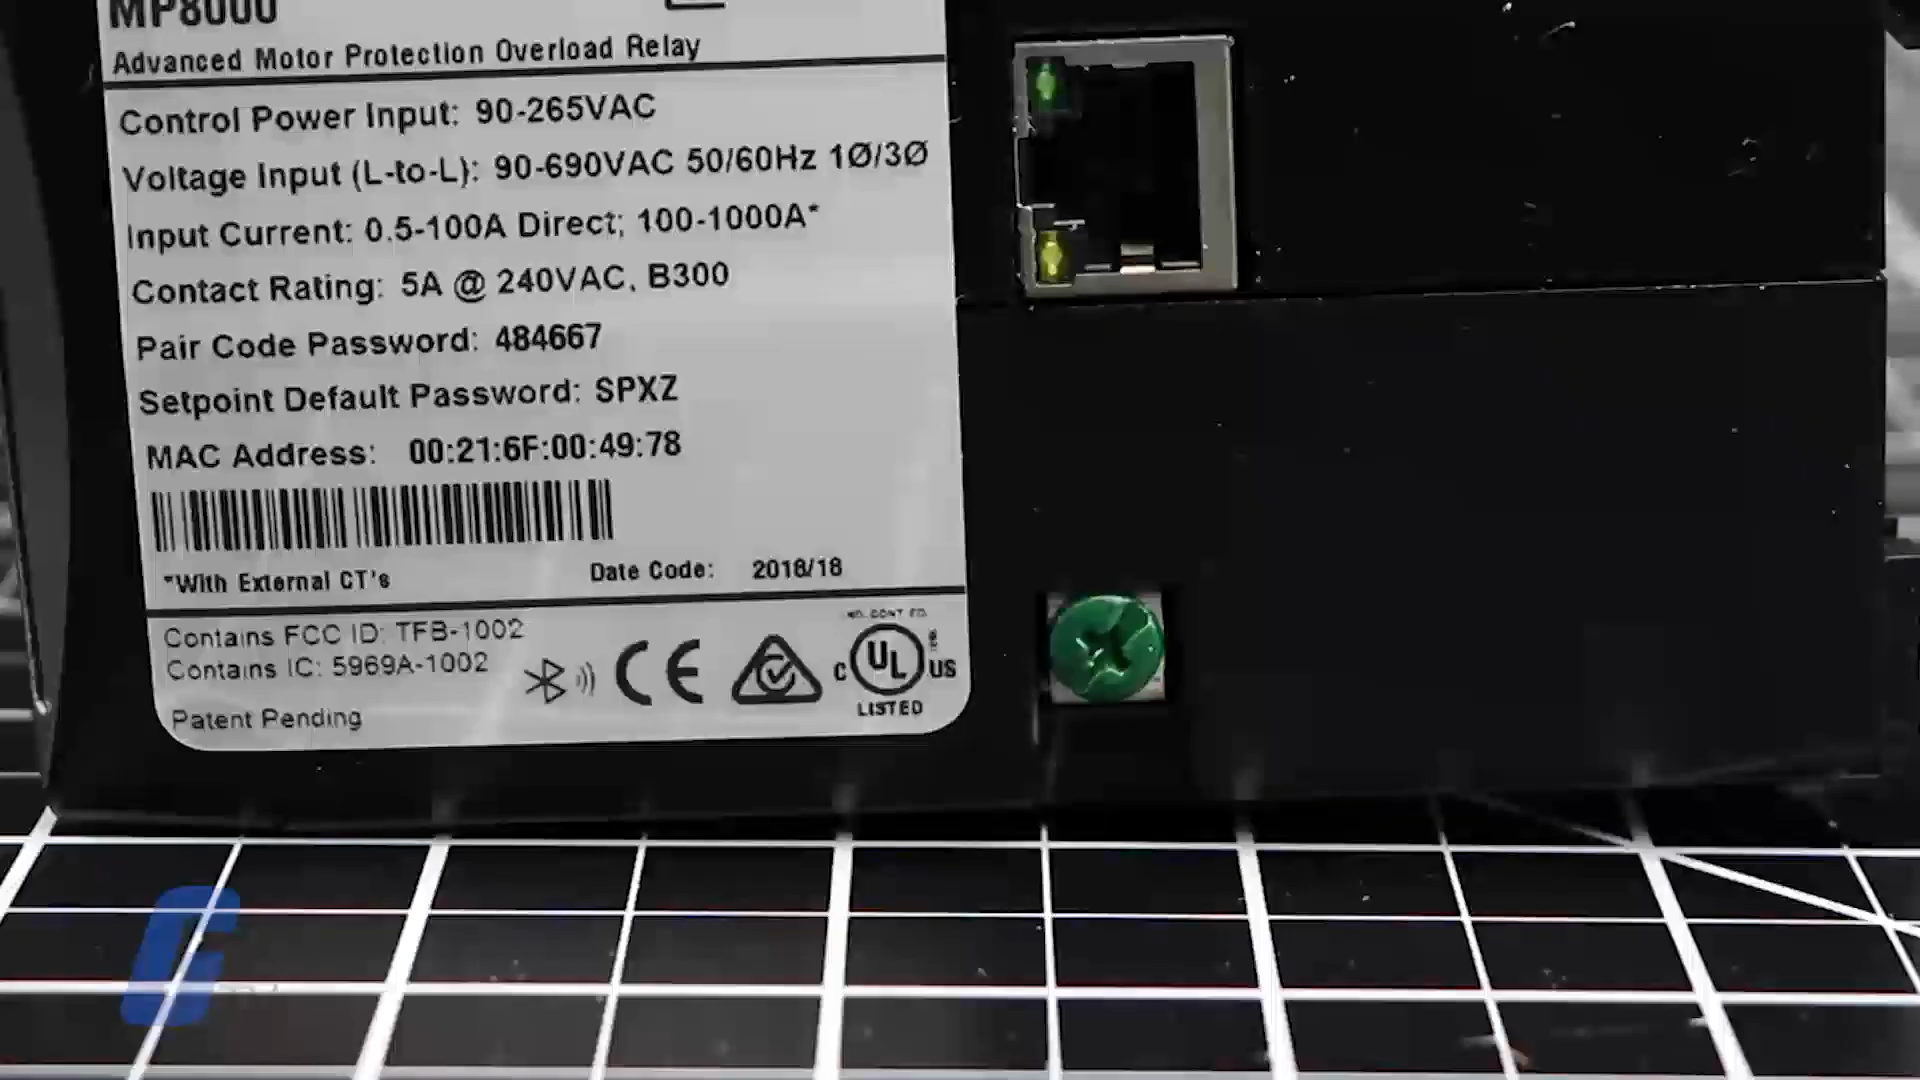 MP8000
Advanced Motor Protection Overload Relay
Control Power Input: 90-265VAC
Voltage Input (L-to-L): 90-690VAC 50/60Hz 1Ø/3Ø
Input Current: 0.5-100A Direct; 100-1000A*
Contact Rating: 5A @ 240VAC, B300
Pair Code Password: 484667
Setpoint Default Password: SPXZ
MAC Address: 00:21:6F:00:49:78
*With External CT's
Date Code: 2018/18
Contains FCC ID: TFB-1002
Contains IC: 5969A-1002
Patent Pending
CE
C UL US
LISTED